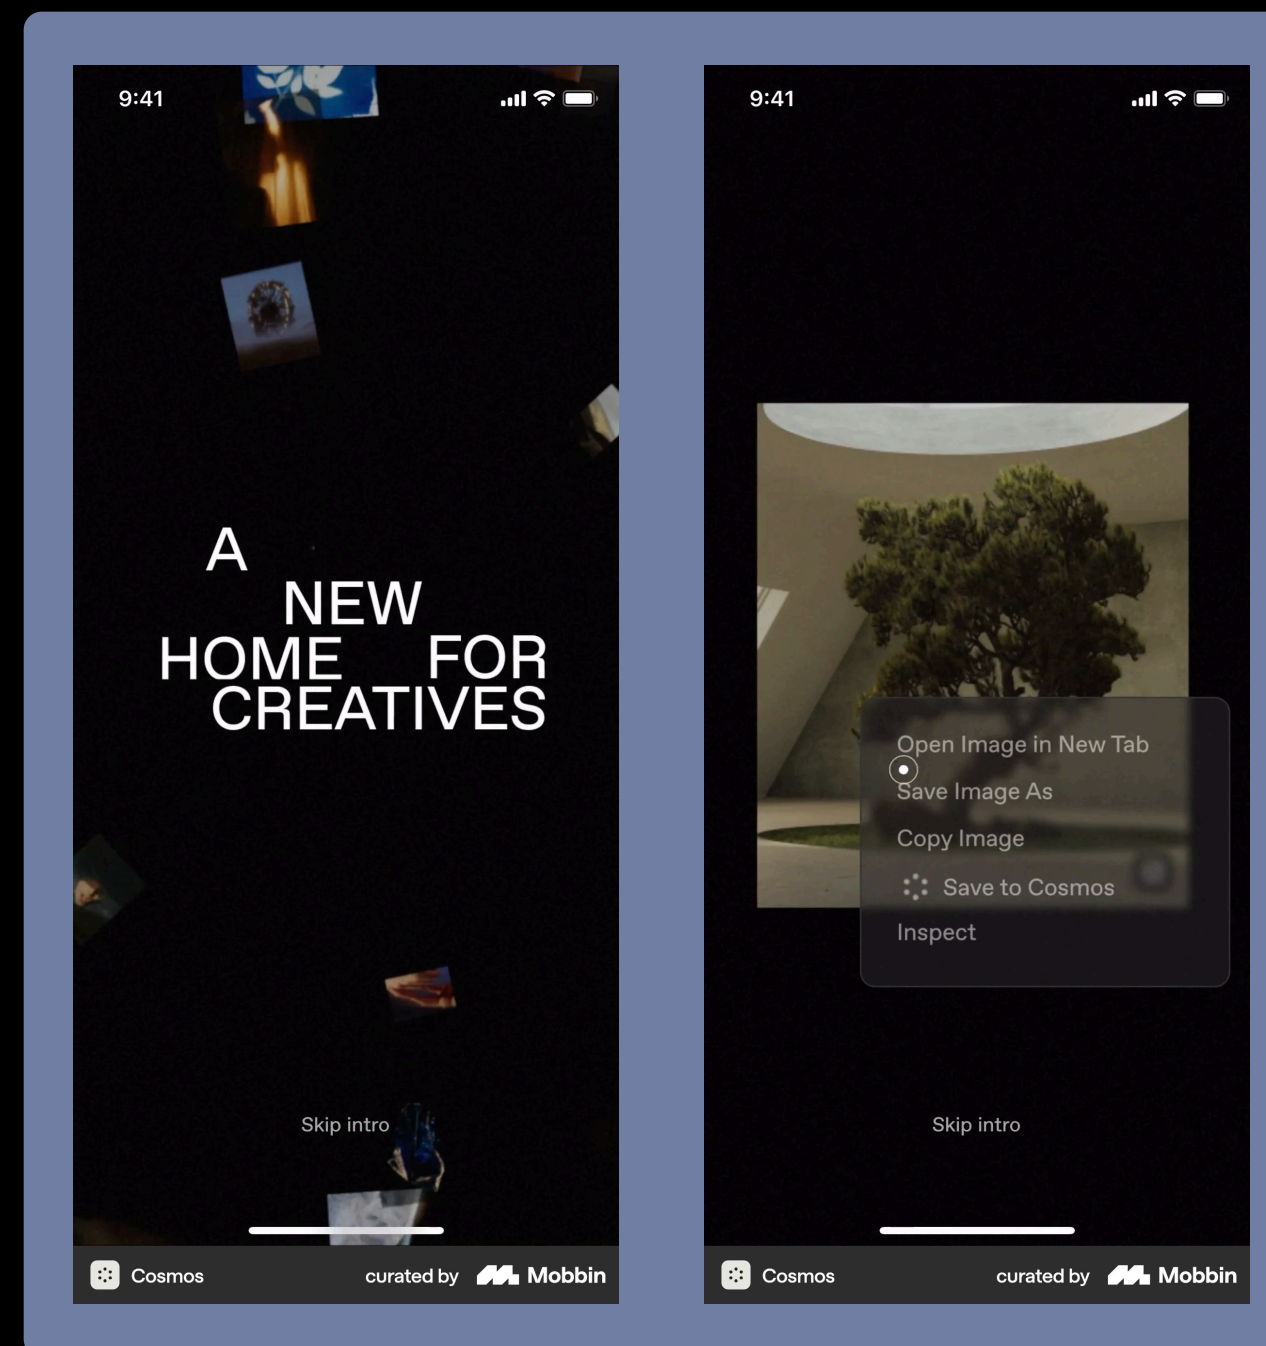 9:41
A
NEW
HOME FOR
CREATIVES
Skip intro
Cosmos
curated by Mobbin
9:41
Open Image in New Tab
Save Image As
Copy Image
Save to Cosmos
Inspect
Skip intro
Cosmos
curated by Mobbin